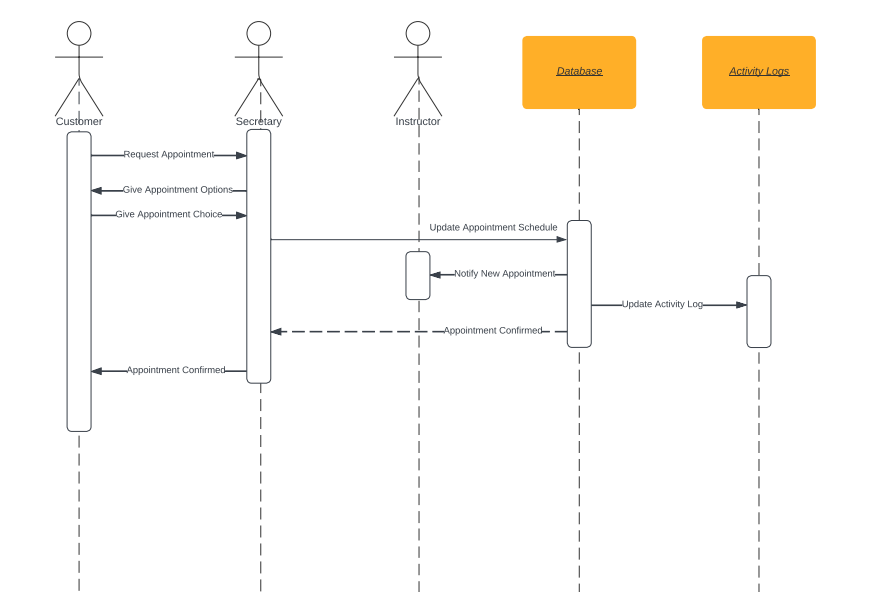 Customer
Secretary
Instructor
Database
Activity Logs
Request Appointment
Give Appointment Options
Give Appointment Choice
Update Appointment Schedule
Notify New Appointment
Update Activity Log
Appointment Confirmed
Appointment Confirmed